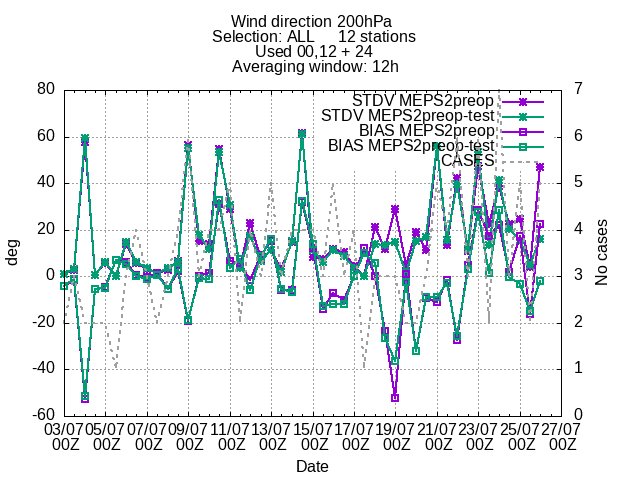 Wind direction 200hPa
Selection: ALL 12 stations
Used 00,12 + 24
Averaging window: 12h
80
60
40
20
0
-20
-40
-60
deg
7
6
5
4
3
2
1
0
No cases
STDV MEPS2preop
STDV MEPS2preop-test
BIAS MEPS2preop
BIAS MEPS2preop-test
CASES
03/07 05/07 07/07 09/07 11/07 13/07 15/07 17/07 19/07 21/07 23/07 25/07 27/07
00Z 00Z 00Z 00Z 00Z 00Z 00Z 00Z 00Z 00Z 00Z 00Z 00Z
Date